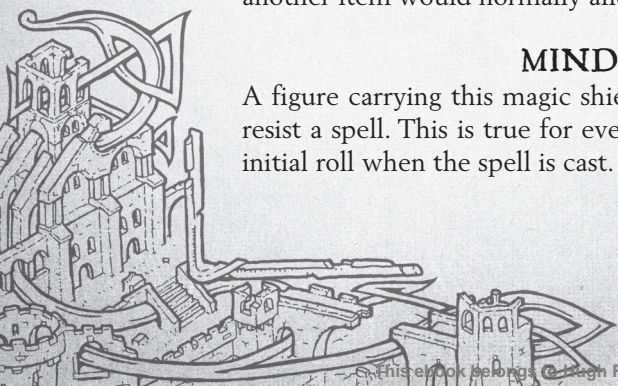 another item would normally
MIND
A figure carrying this magic
resist a spell. This is true for
initial roll when the spell is cast.
This ebook belongs to Hugh